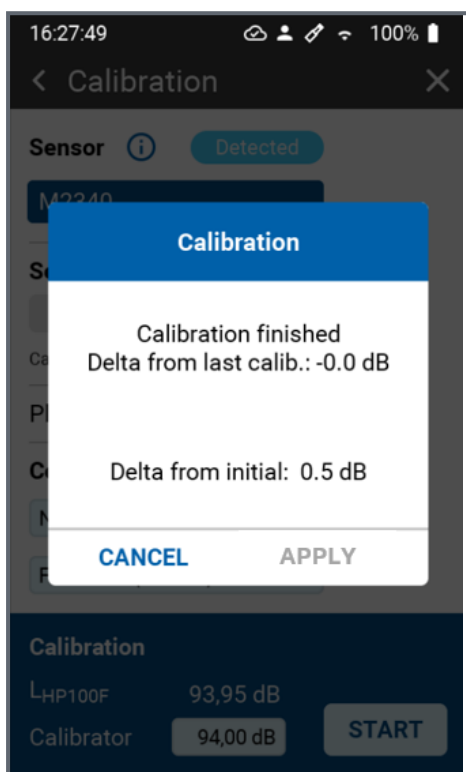 16:27:49 100%
Calibration
Sensor Detected
M2340
Calibration
Calibration finished
Delta from last calib.: -0.0 dB
Delta from initial: 0.5 dB
CANCEL APPLY
Calibration
LHP100F 93,95 dB
Calibrator 94,00 dB
START